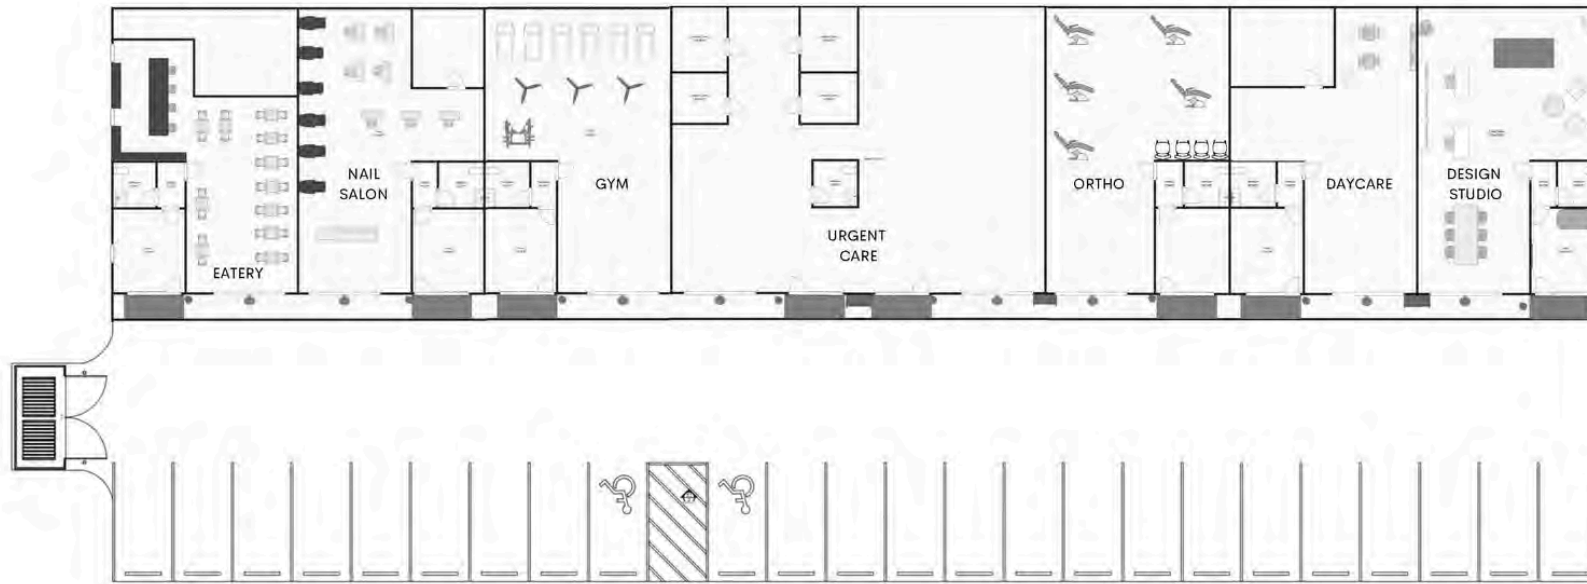 EATERY
NAIL
SALON
GYM
URGENT
CARE
ORTHO
DAYCARE
DESIGN
STUDIO